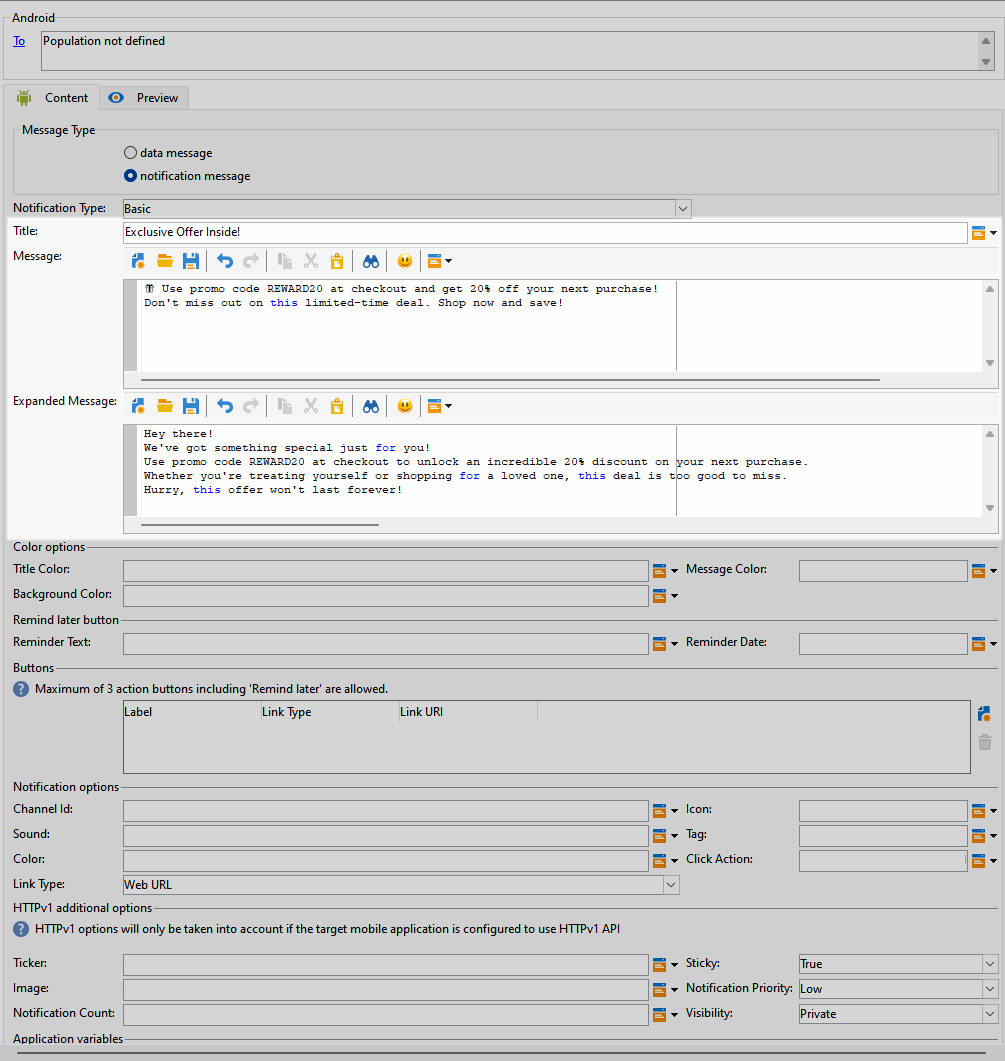 Android
To Population not defined
Content Preview
Message Type
data message
notification message
Notification Type: Basic
Title: Exclusive Offer Inside!
Message:
🎁 Use promo code REWARD20 at checkout and get 20% off your next purchase!
Don't miss out on this limited-time deal. Shop now and save!
Expanded Message:
Hey there!
We've got something special just for you!
Use promo code REWARD20 at checkout to unlock an incredible 20% discount on your next purchase.
Whether you're treating yourself or shopping for a loved one, this deal is too good to miss.
Hurry, this offer won't last forever!
Color options
Title Color: Message Color:
Background Color:
Remind later button
Reminder Text: Reminder Date:
Buttons
? Maximum of 3 action buttons including 'Remind later' are allowed.
Label Link Type Link URI
Notification options
Channel Id: Icon:
Sound: Tag:
Color: Click Action:
Link Type: Web URL
HTTPv1 additional options
? HTTPv1 options will only be taken into account if the target mobile application is configured to use HTTPv1 API
Ticker: Sticky: True
Image: Notification Priority: Low
Notification Count: Visibility: Private
Application variables